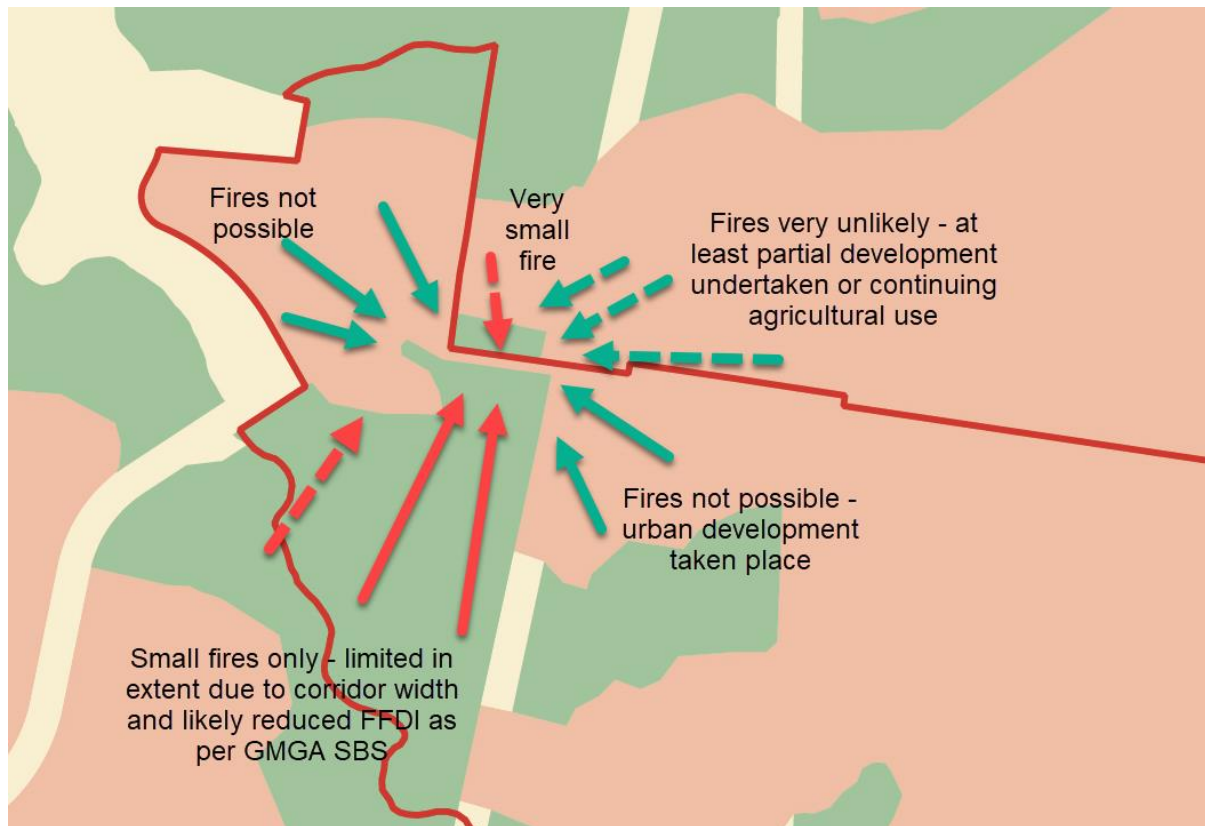 Fires not
possible
Very
small
fire
Fires very unlikely - at
least partial development
undertaken or continuing
agricultural use
Fires not possible -
urban development
taken place
Small fires only - limited in
extent due to corridor width
and likely reduced FFDI as
per GMGA SBS